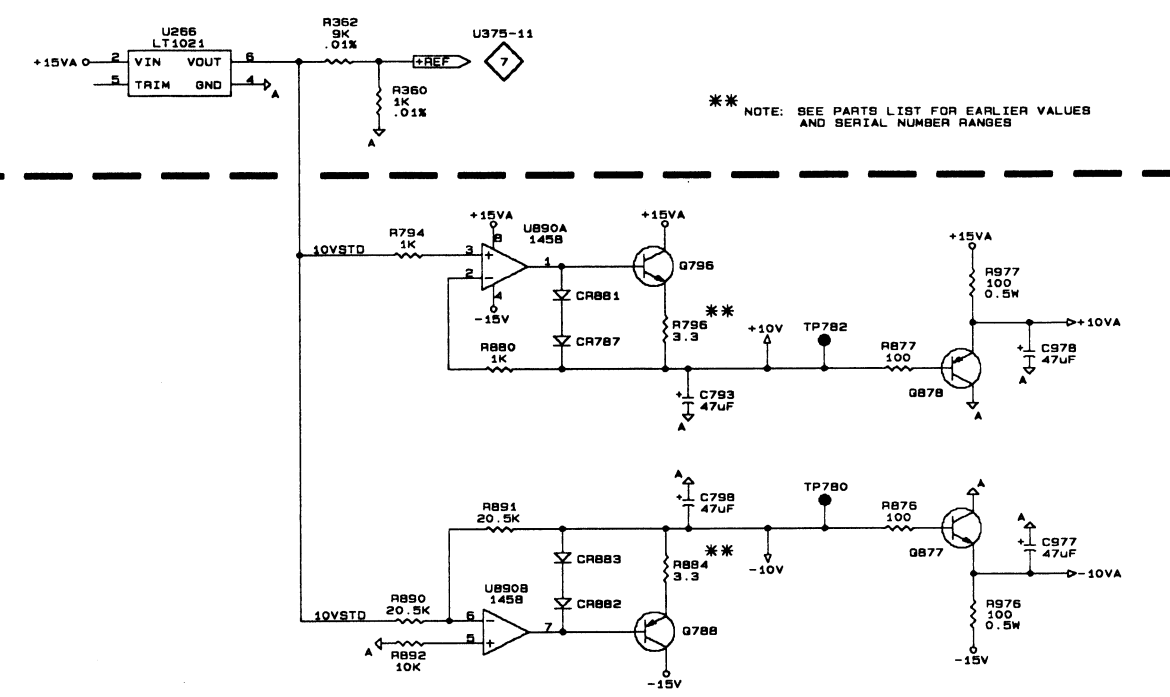 U266
LT1021
+15VA
2
VIN
VOUT
6
5
TRIM
GND
4
A
R362
9K
.01%
+REF
U375-11
7
R360
1K
.01%
A
** NOTE: SEE PARTS LIST FOR EARLIER VALUES
AND SERIAL NUMBER RANGES
10VSTD
R794
1K
+15VA
8
U890A
1458
3
+
2
-
1
4
-15V
CR881
CR787
R880
1K
+15VA
Q796
**
R796
3.3
+10V
TP782
R877
100
+
C793
47uF
A
+15VA
R977
100
0.5W
+10VA
+
C978
47uF
A
Q878
A
A
+
C798
47uF
TP780
R891
20.5K
R876
100
A
Q877
A
+
C977
47uF
CR883
**
R884
3.3
-10V
-10VA
10VSTD
R890
20.5K
U890B
1458
CR882
6
-
5
+
7
A
R892
10K
Q788
-15V
R976
100
0.5W
-15V